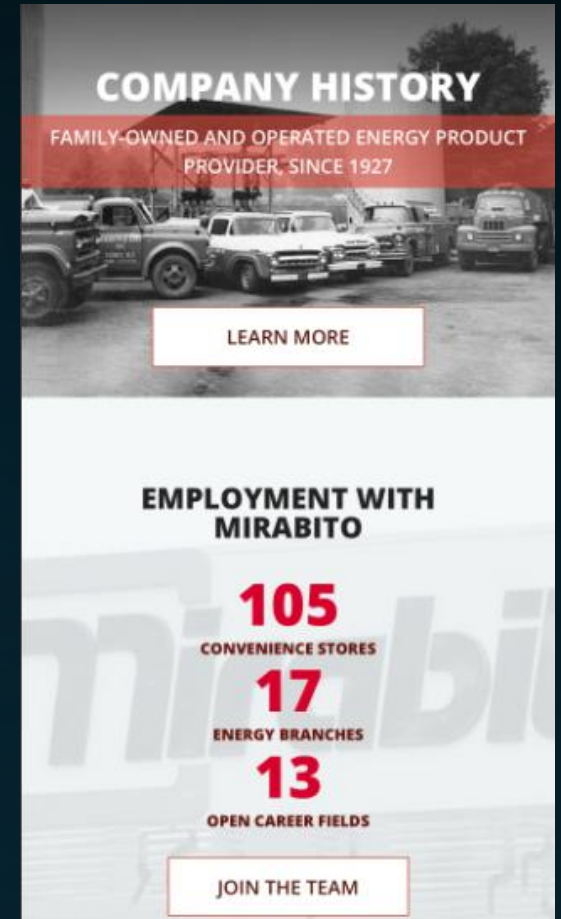 COMPANY HISTORY
FAMILY-OWNED AND OPERATED ENERGY PRODUCT
PROVIDER, SINCE 1927
LEARN MORE
EMPLOYMENT WITH
MIRABITO
105
CONVENIENCE STORES
17
ENERGY BRANCHES
13
OPEN CAREER FIELDS
JOIN THE TEAM